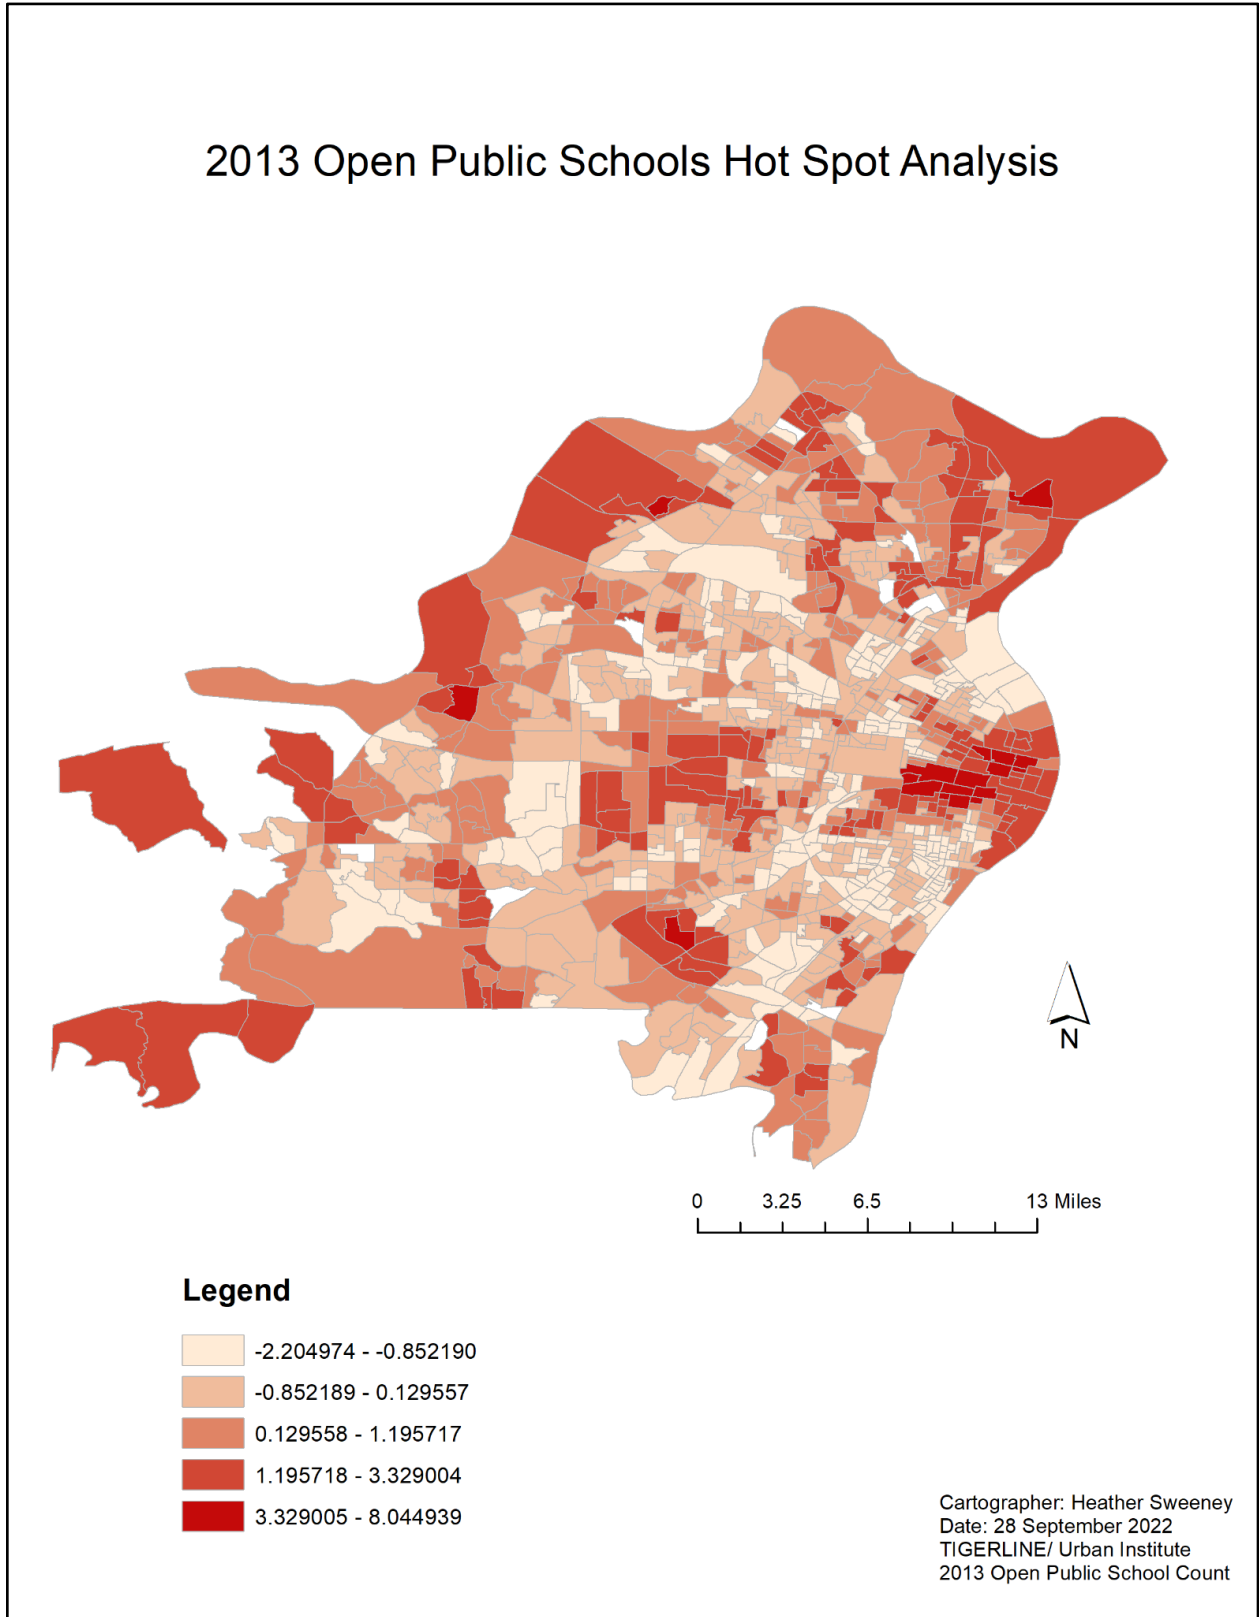 2013 Open Public Schools Hot Spot Analysis
N
0 3.25 6.5 13 Miles
Legend
-2.204974 - -0.852190
-0.852189 - 0.129557
0.129558 - 1.195717
1.195718 - 3.329004
3.329005 - 8.044939
Cartographer: Heather Sweeney
Date: 28 September 2022
TIGERLINE/ Urban Institute
2013 Open Public School Count